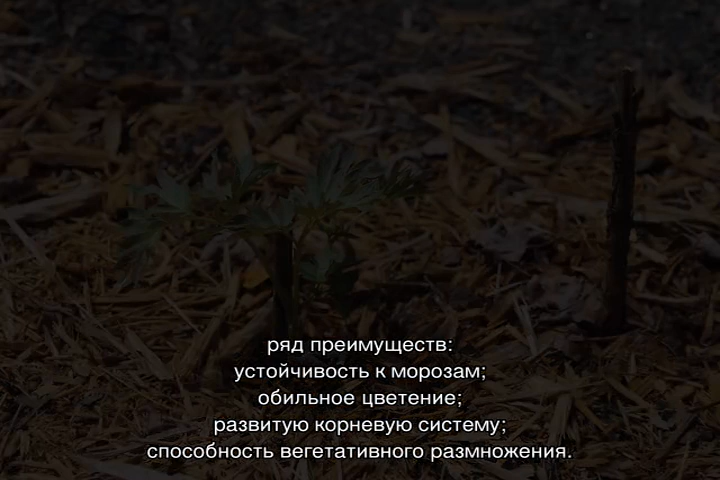 ряд преимуществ:
устойчивость к морозам;
обильное цветение;
развитую корневую систему;
способность вегетативного размножения.